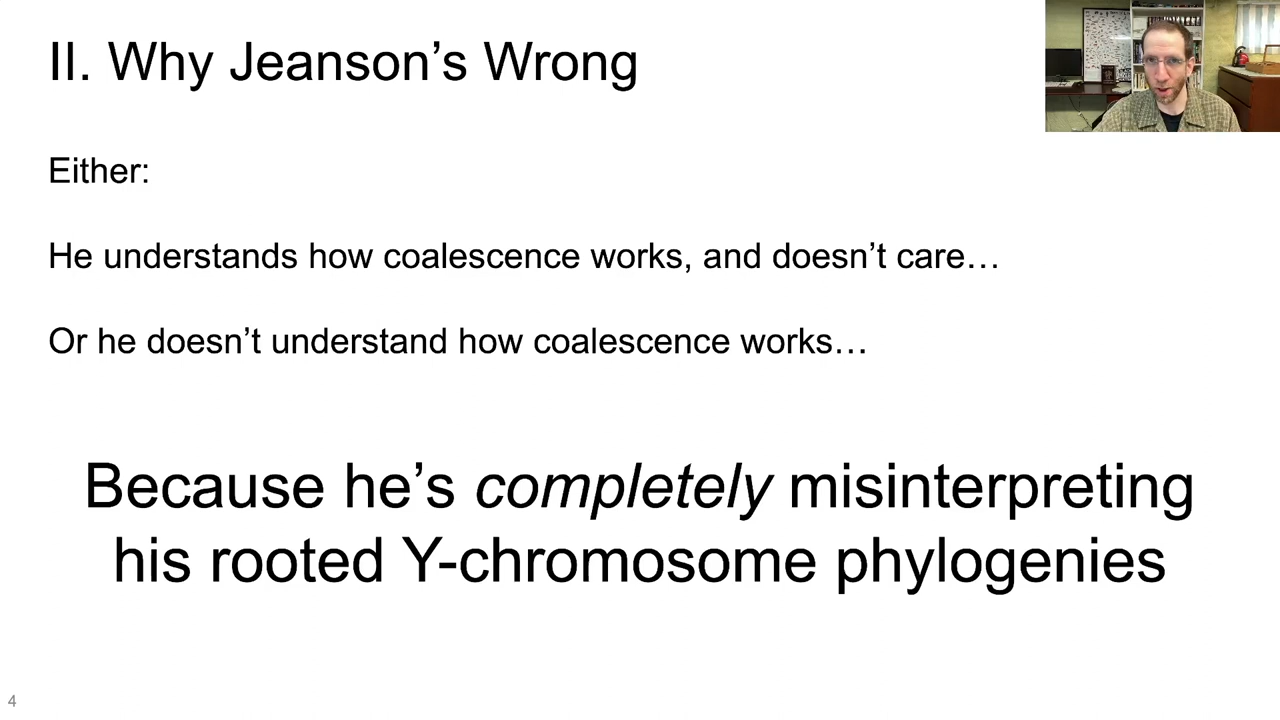 II. Why Jeanson’s Wrong
Either:
He understands how coalescence works, and doesn’t care…
Or he doesn’t understand how coalescence works…
Because he’s completely misinterpreting
his rooted Y-chromosome phylogenies
4